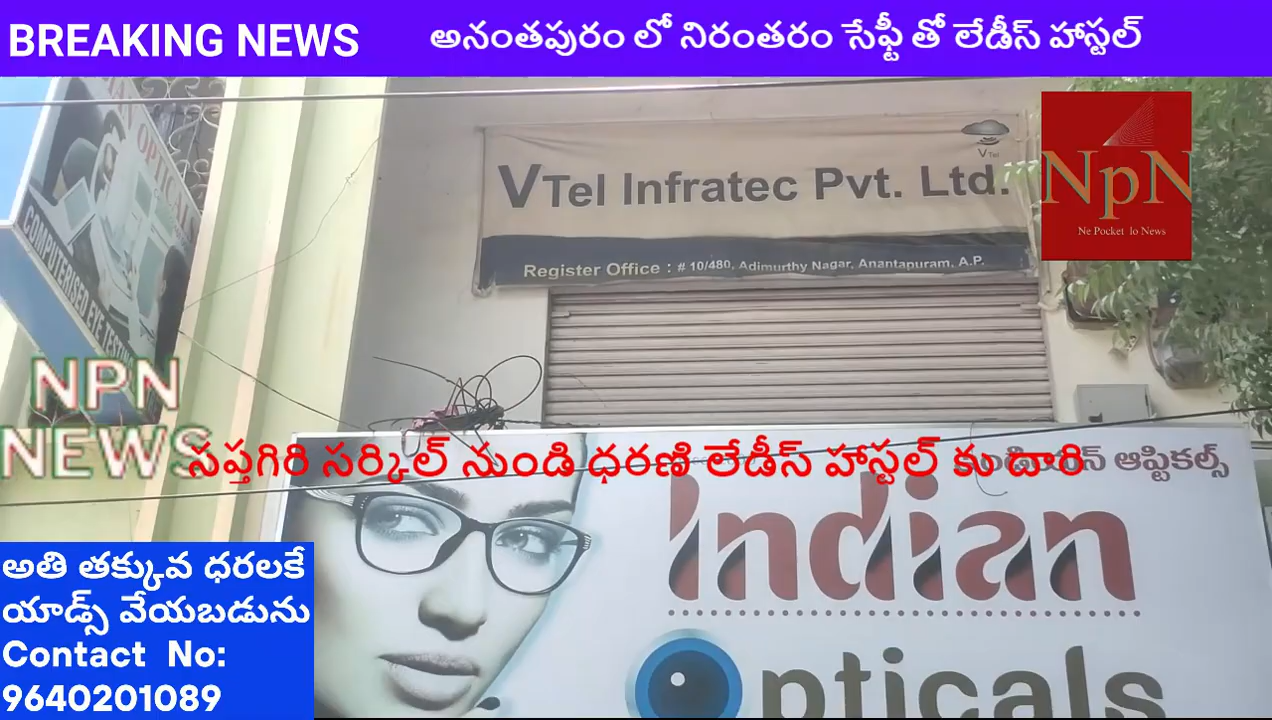 BREAKING NEWS
అనంతపురం లో నిరంతరం సేఫ్టీ తో లేడీస్ హాస్టల్
OPTICALS
COMPUTERISED EYE TESTING
VTel
VTel Infratec Pvt. Ltd.
Register Office : # 10/480, Adimurthy Nagar, Anantapuram, A.P.
NpN
Ne Pocket lo News
NPN
NEWS
సప్తగిరి సర్కిల్ నుండి ధరణి లేడీస్ హాస్టల్ కు దారి
ఆప్టికల్స్
Indian
Opticals
అతి తక్కువ ధరలకే
యాడ్స్ వేయబడును
Contact No:
9640201089